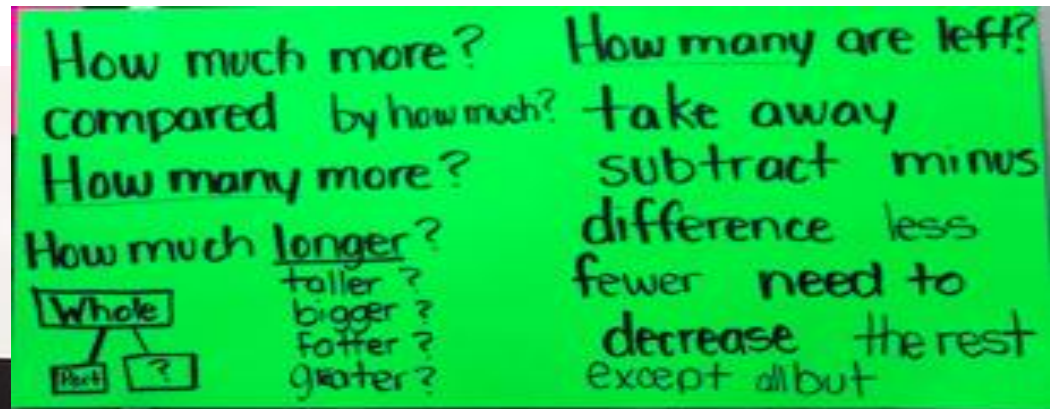 How much more?
compared by how much?
How many more?
How much longer?
taller?
bigger?
fatter?
greater?
Whole
Part ?
How many are left?
take away
subtract minus
difference less
fewer need to
decrease the rest
except all but